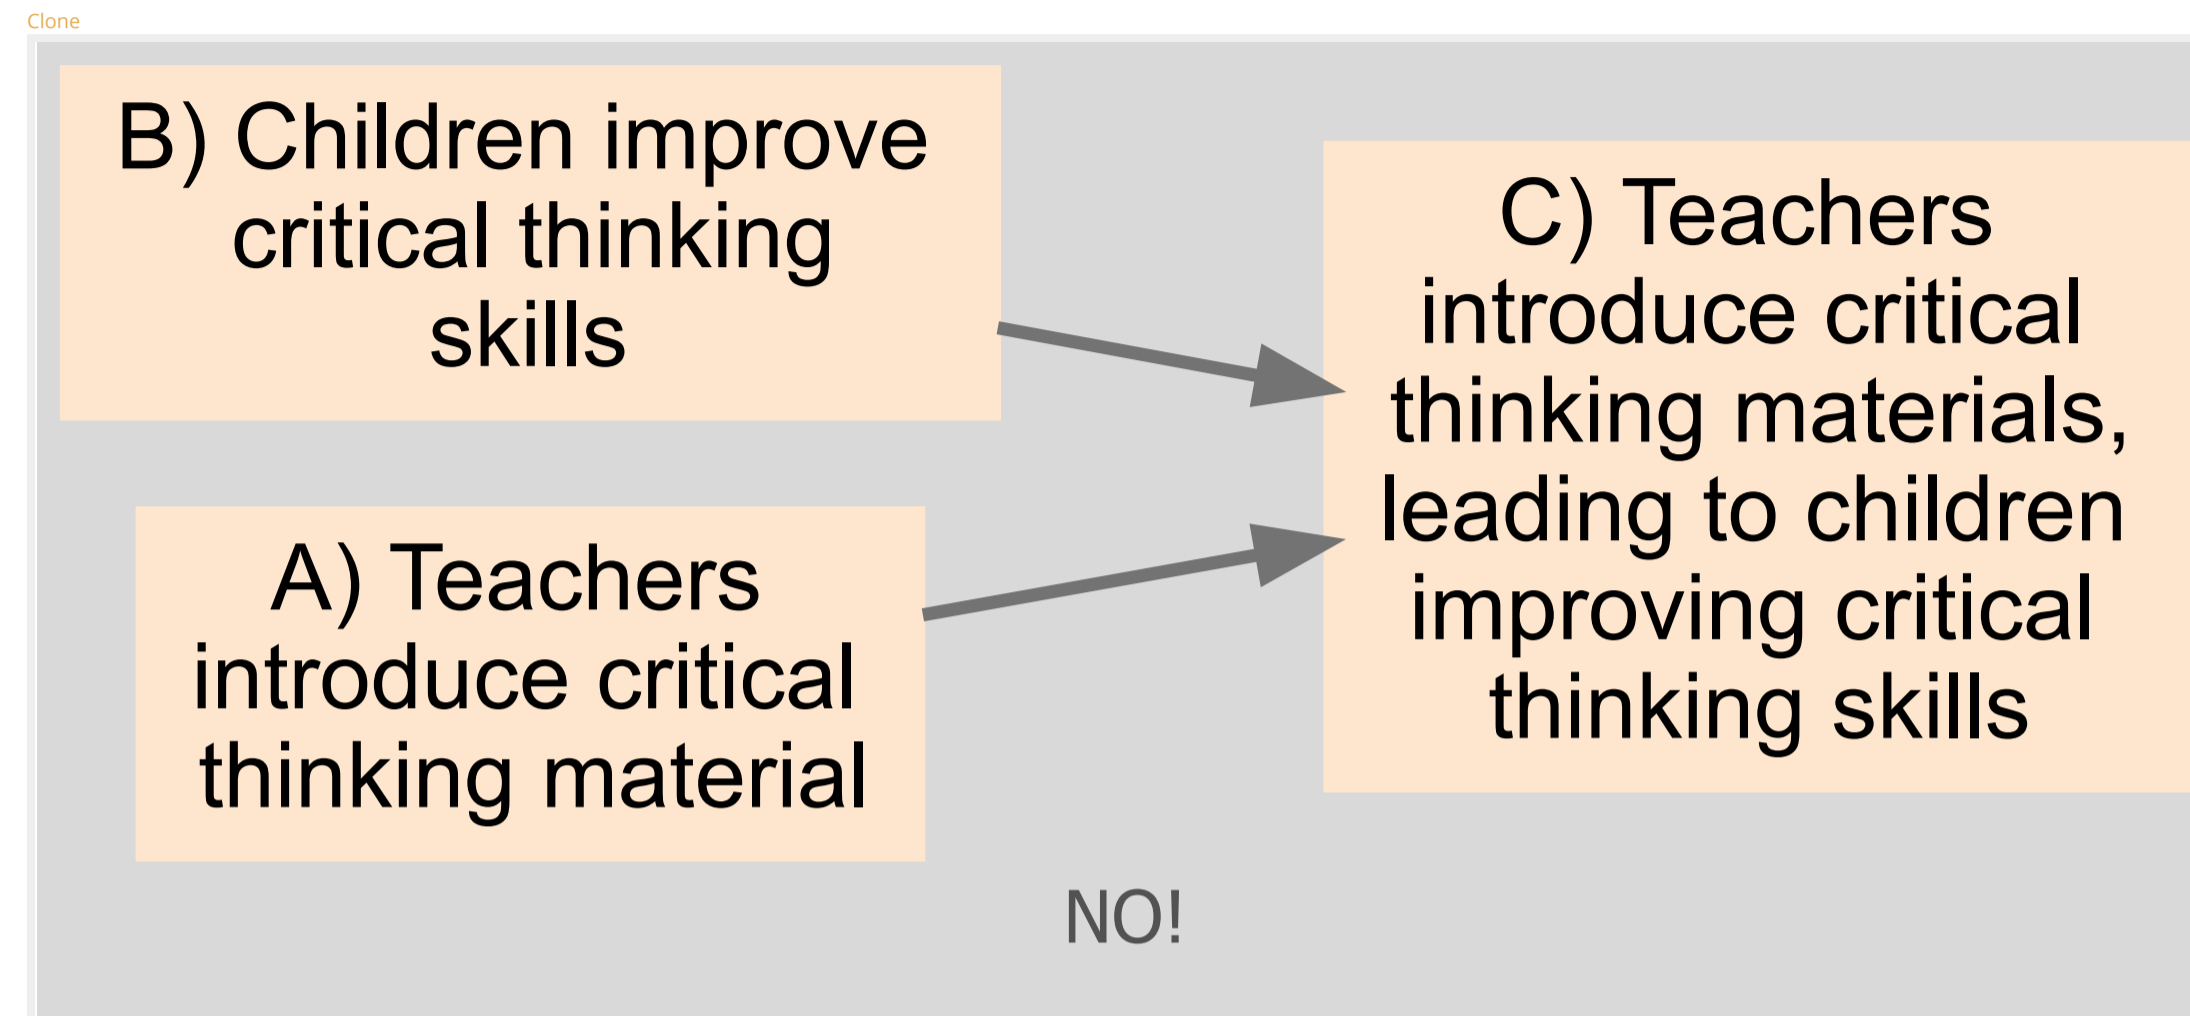 Clone
B) Children improve
critical thinking
skills
A) Teachers
introduce critical
thinking material
C) Teachers
introduce critical
thinking materials,
leading to children
improving critical
thinking skills
NO!